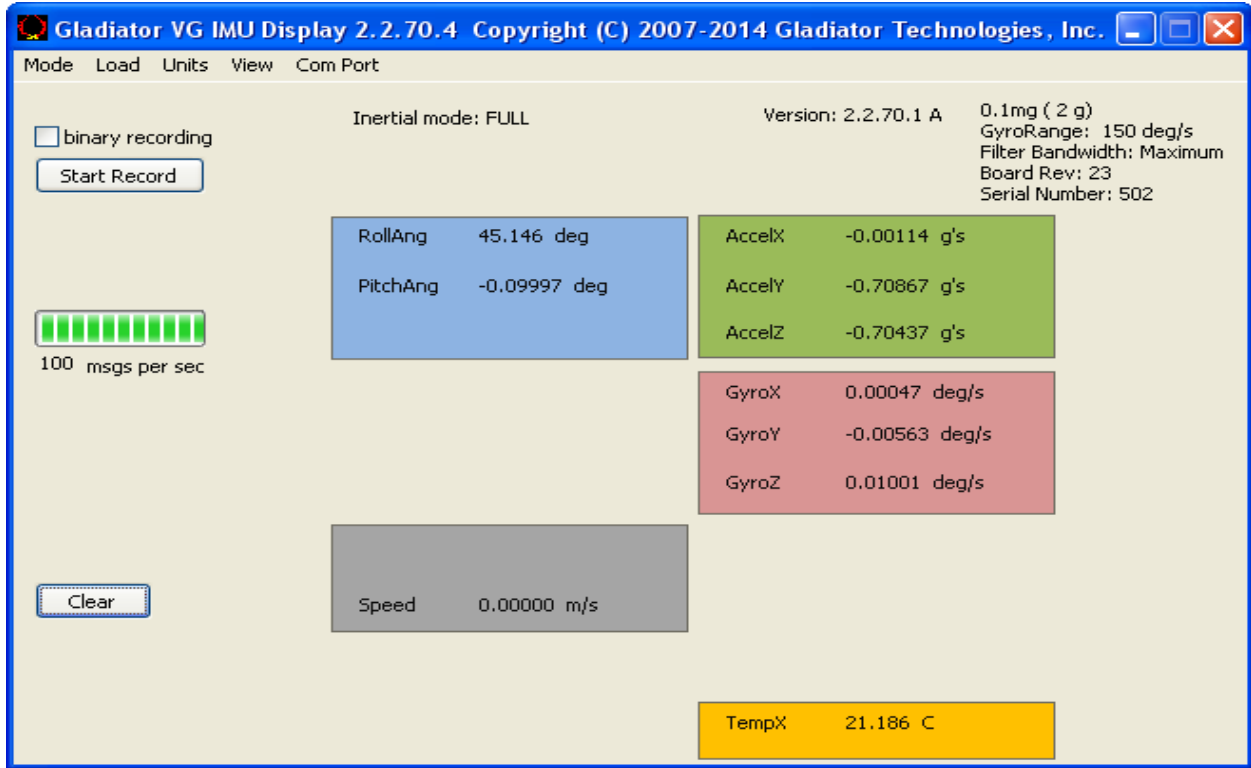 Gladiator VG IMU Display 2.2.70.4 Copyright (C) 2007-2014 Gladiator Technologies, Inc.
Mode Load Units View Com Port
binary recording
Start Record
Inertial mode: FULL
Version: 2.2.70.1 A
0.1mg ( 2 g)
GyroRange: 150 deg/s
Filter Bandwidth: Maximum
Board Rev: 23
Serial Number: 502
RollAng 45.146 deg
PitchAng -0.09997 deg
AccelX -0.00114 g's
AccelY -0.70867 g's
AccelZ -0.70437 g's
100 msgs per sec
GyroX 0.00047 deg/s
GyroY -0.00563 deg/s
GyroZ 0.01001 deg/s
Clear
Speed 0.00000 m/s
TempX 21.186 C